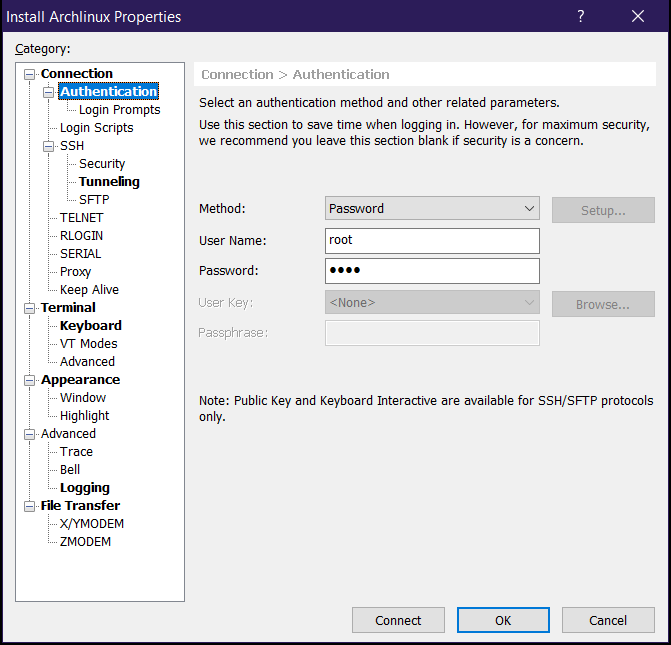 Install Archlinux Properties
?
Category:
Connection
Authentication
Login Prompts
Login Scripts
SSH
Security
Tunneling
SFTP
TELNET
RLOGIN
SERIAL
Proxy
Keep Alive
Terminal
Keyboard
VT Modes
Advanced
Appearance
Window
Highlight
Advanced
Trace
Bell
Logging
File Transfer
X/YMODEM
ZMODEM
Connection > Authentication
Select an authentication method and other related parameters.
Use this section to save time when logging in. However, for maximum security,
we recommend you leave this section blank if security is a concern.
Method: Password Setup...
User Name: root
Password: ●●●●
User Key: <None> Browse...
Passphrase:
Note: Public Key and Keyboard Interactive are available for SSH/SFTP protocols
only.
Connect OK Cancel